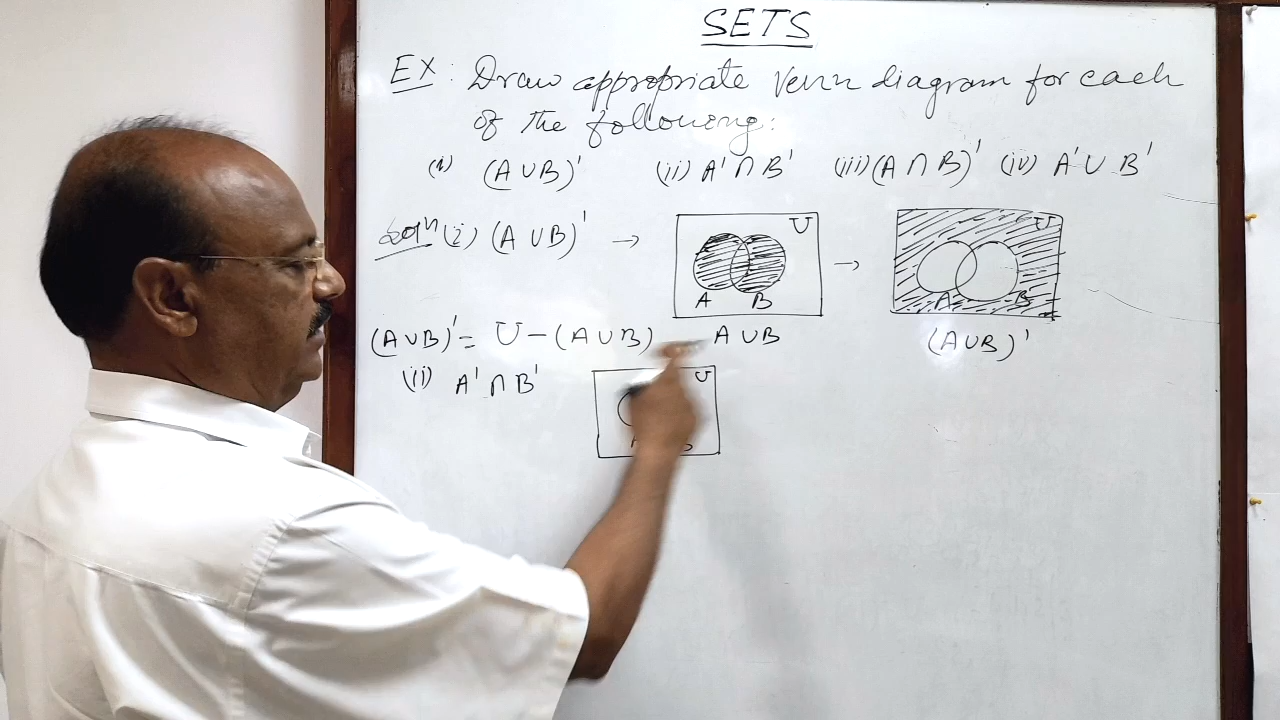 SETS
EX: Draw appropriate Venn diagram for each
of the following:
(i) (A∪B)' (ii) A'∩B' (iii) (A∩B)' (iv) A'∪B'
Soln (i) (A∪B)' → U A B → U A B
(A∪B)' = U-(A∪B) A∪B (A∪B)'
(ii) A'∩B' U